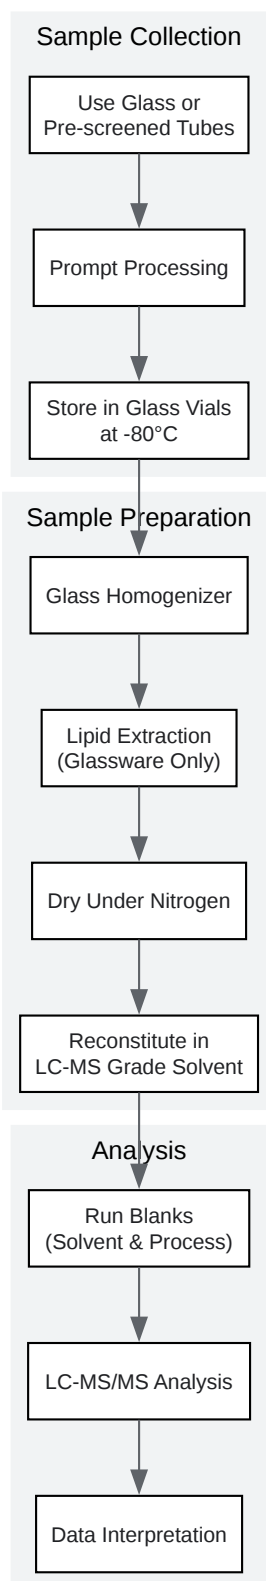 Sample Collection
Use Glass or
Pre-screened Tubes
Prompt Processing
Store in Glass Vials
at -80°C
Sample Preparation
Glass Homogenizer
Lipid Extraction
(Glassware Only)
Dry Under Nitrogen
Reconstitute in
LC-MS Grade Solvent
Analysis
Run Blanks
(Solvent & Process)
LC-MS/MS Analysis
Data Interpretation